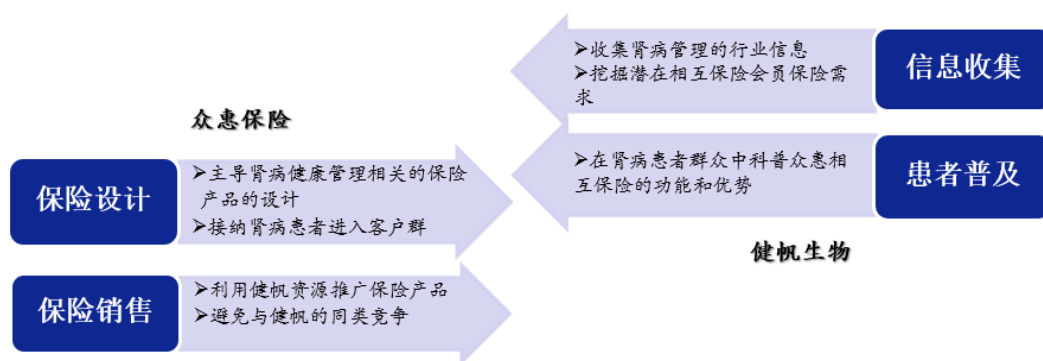 众惠保险
保险设计
➢主导肾病健康管理相关的保险
产品的设计
➢接纳肾病患者进入客户群
保险销售
➢利用健帆资源推广保险产品
➢避免与健帆的同类竞争
➢收集肾病管理的行业信息
➢挖掘潜在相互保险会员保险需
求
信息收集
➢在肾病患者群众中科普众惠相
互保险的功能和优势
患者普及
健帆生物